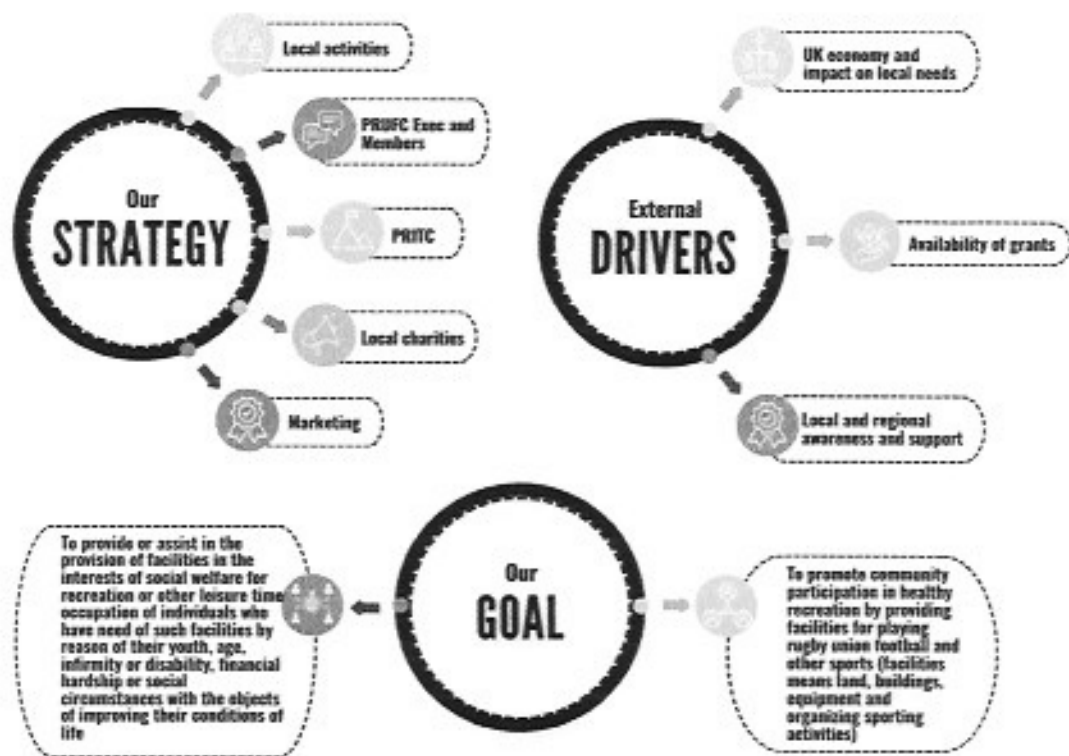 Local activities
PRUFC Exec and
Members
Our
STRATEGY
PRITC
Local charities
Marketing
UK economy and
impact on local needs
External
DRIVERS
Availability of grants
Local and regional
awareness and support
To provide or assist in the
provision of facilities in the
interests of social welfare for
recreation or other leisure time
occupation of individuals who
have need of such facilities by
reason of their youth, age,
infirmity or disability, financial
hardship or social
circumstances with the objects
of improving their conditions of
life
Our
GOAL
To promote community
participation in healthy
recreation by providing
facilities for playing
rugby union football and
other sports (facilities
means land, buildings,
equipment and
organizing sporting
activities)